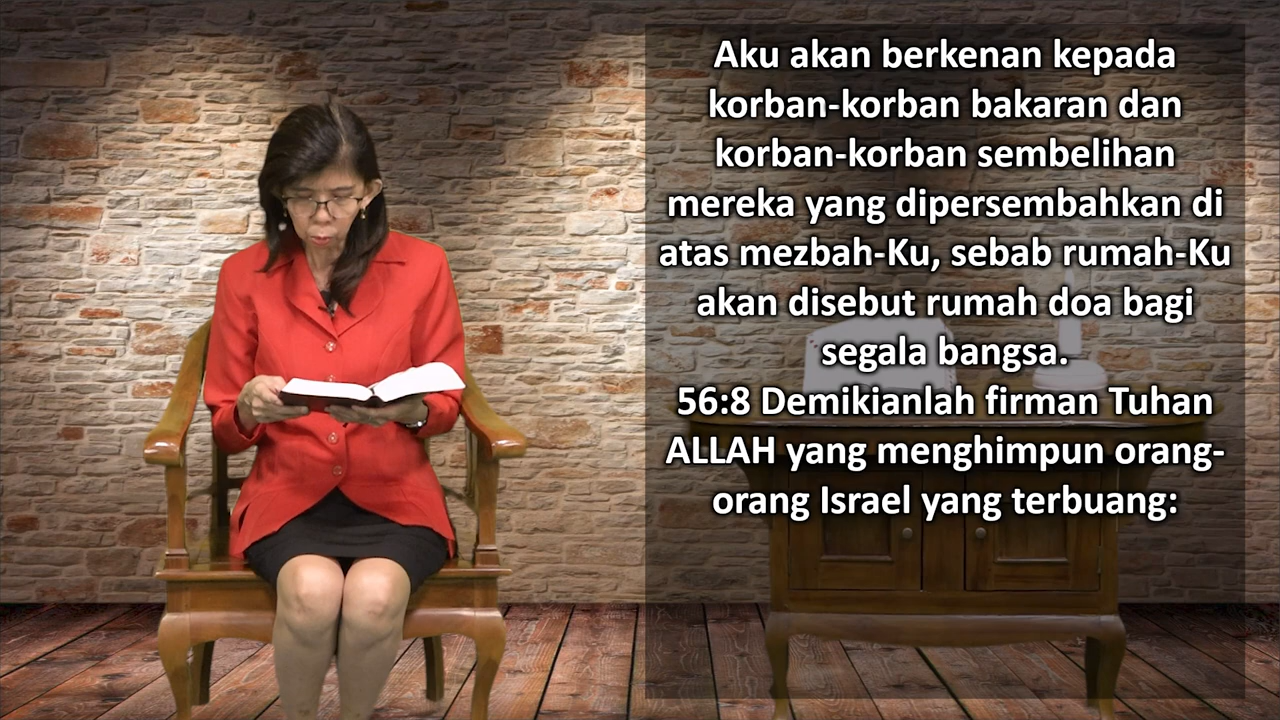 Aku akan berkenan kepada
korban-korban bakaran dan
korban-korban sembelihan
mereka yang dipersembahkan di
atas mezbah-Ku, sebab rumah-Ku
akan disebut rumah doa bagi
segala bangsa.
56:8 Demikianlah firman Tuhan
ALLAH yang menghimpun orang-
orang Israel yang terbuang: